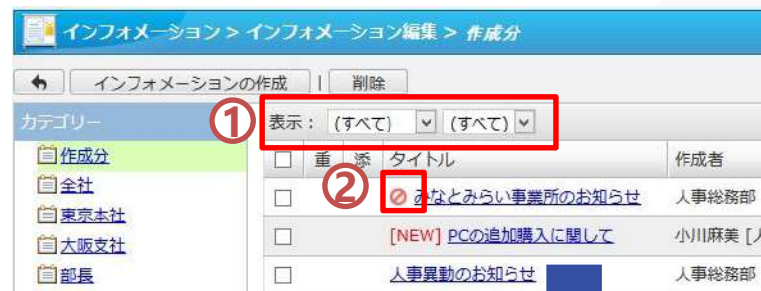 インフォメーション > インフォメーション編集 > 作成分
インフォメーションの作成 | 削除
カテゴリー
① 表示： (すべて) (すべて)
作成分
重 添 タイトル 作成者
全社
② みなとみらい事業所のお知らせ 人事総務部
東京本社
[NEW] PCの追加購入に関して 小川麻美 [人
大阪支社
部長
人事異動のお知らせ 人事総務部